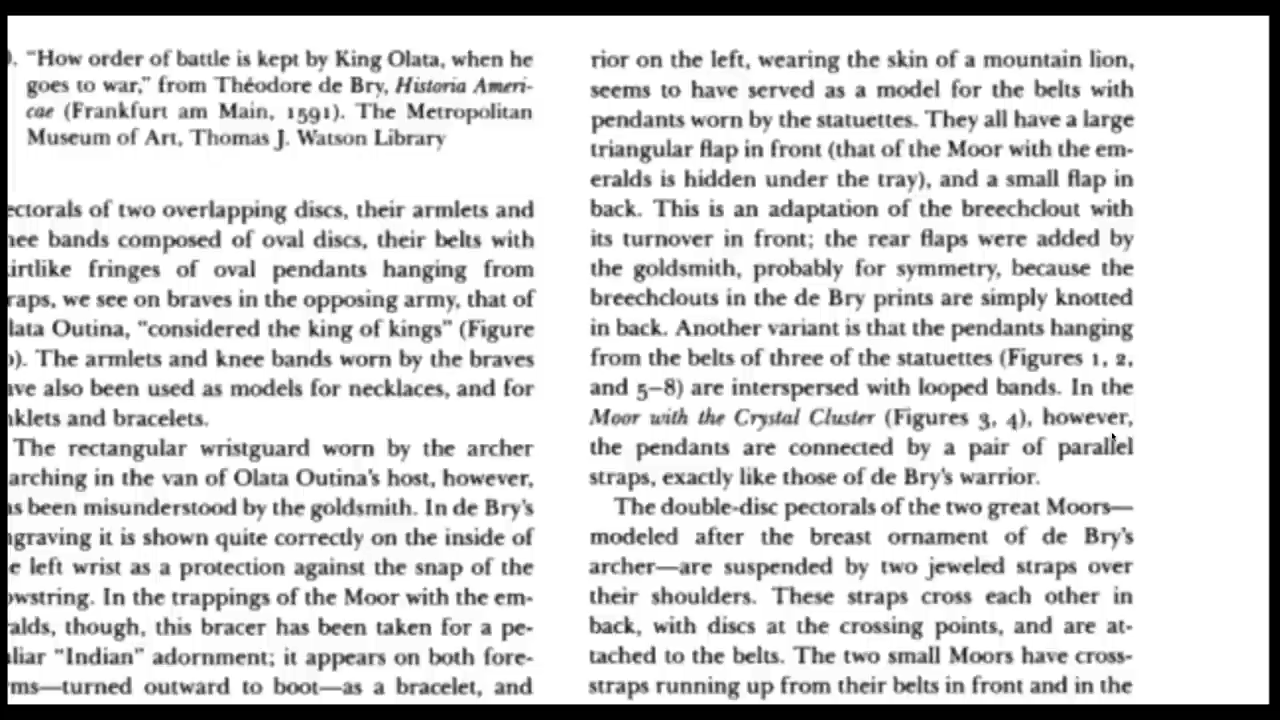 . "How order of battle is kept by King Olata, when he
goes to war," from Théodore de Bry, Historia Ameri-
cae (Frankfurt am Main, 1591). The Metropolitan
Museum of Art, Thomas J. Watson Library
ectorals of two overlapping discs, their armlets and
nee bands composed of oval discs, their belts with
irtlike fringes of oval pendants hanging from
raps, we see on braves in the opposing army, that of
lata Outina, "considered the king of kings" (Figure
). The armlets and knee bands worn by the braves
ve also been used as models for necklaces, and for
nklets and bracelets.
The rectangular wristguard worn by the archer
arching in the van of Olata Outina's host, however,
s been misunderstood by the goldsmith. In de Bry's
ngraving it is shown quite correctly on the inside of
e left wrist as a protection against the snap of the
wstring. In the trappings of the Moor with the em-
alds, though, this bracer has been taken for a pe-
liar "Indian" adornment; it appears on both fore-
ms—turned outward to boot—as a bracelet, and
rior on the left, wearing the skin of a mountain lion,
seems to have served as a model for the belts with
pendants worn by the statuettes. They all have a large
triangular flap in front (that of the Moor with the em-
eralds is hidden under the tray), and a small flap in
back. This is an adaptation of the breechclout with
its turnover in front; the rear flaps were added by
the goldsmith, probably for symmetry, because the
breechclouts in the de Bry prints are simply knotted
in back. Another variant is that the pendants hanging
from the belts of three of the statuettes (Figures 1, 2,
and 5–8) are interspersed with looped bands. In the
Moor with the Crystal Cluster (Figures 3, 4), however,
the pendants are connected by a pair of parallel
straps, exactly like those of de Bry's warrior.
The double-disc pectorals of the two great Moors—
modeled after the breast ornament of de Bry's
archer—are suspended by two jeweled straps over
their shoulders. These straps cross each other in
back, with discs at the crossing points, and are at-
tached to the belts. The two small Moors have cross-
straps running up from their belts in front and in the